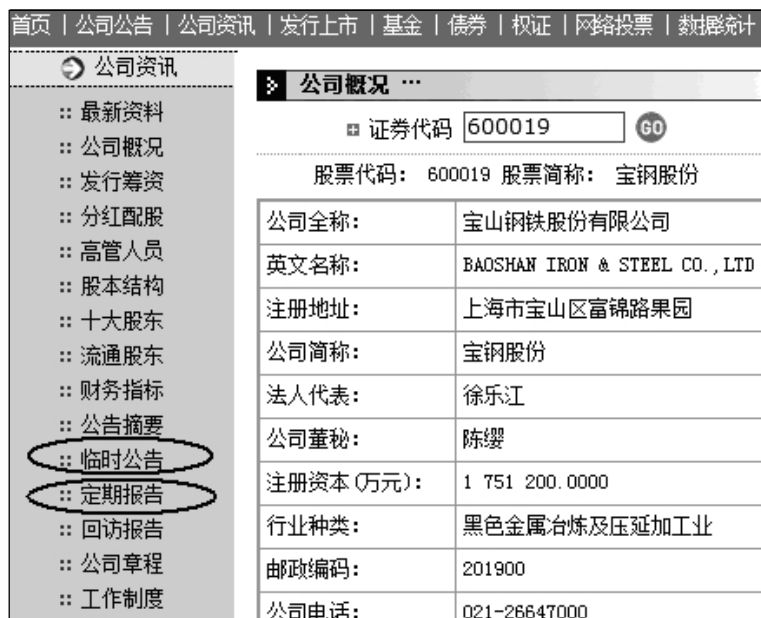 首页 | 公司公告 | 公司资讯 | 发行上市 | 基金 | 债券 | 权证 | 网络投票 | 数据统计
公司资讯
:: 最新资料
:: 公司概况
:: 发行筹资
:: 分红配股
:: 高管人员
:: 股本结构
:: 十大股东
:: 流通股东
:: 财务指标
:: 公告摘要
:: 临时公告
:: 定期报告
:: 回访报告
:: 公司章程
:: 工作制度
公司概况 …
证券代码 600019 GO
股票代码: 600019 股票简称: 宝钢股份
公司全称: 宝山钢铁股份有限公司
英文名称: BAOSHAN IRON & STEEL CO.,LTD
注册地址: 上海市宝山区富锦路果园
公司简称: 宝钢股份
法人代表: 徐乐江
公司董秘: 陈缨
注册资本(万元): 1 751 200.0000
行业种类: 黑色金属冶炼及压延加工业
邮政编码: 201900
公司电话: 021-26647000